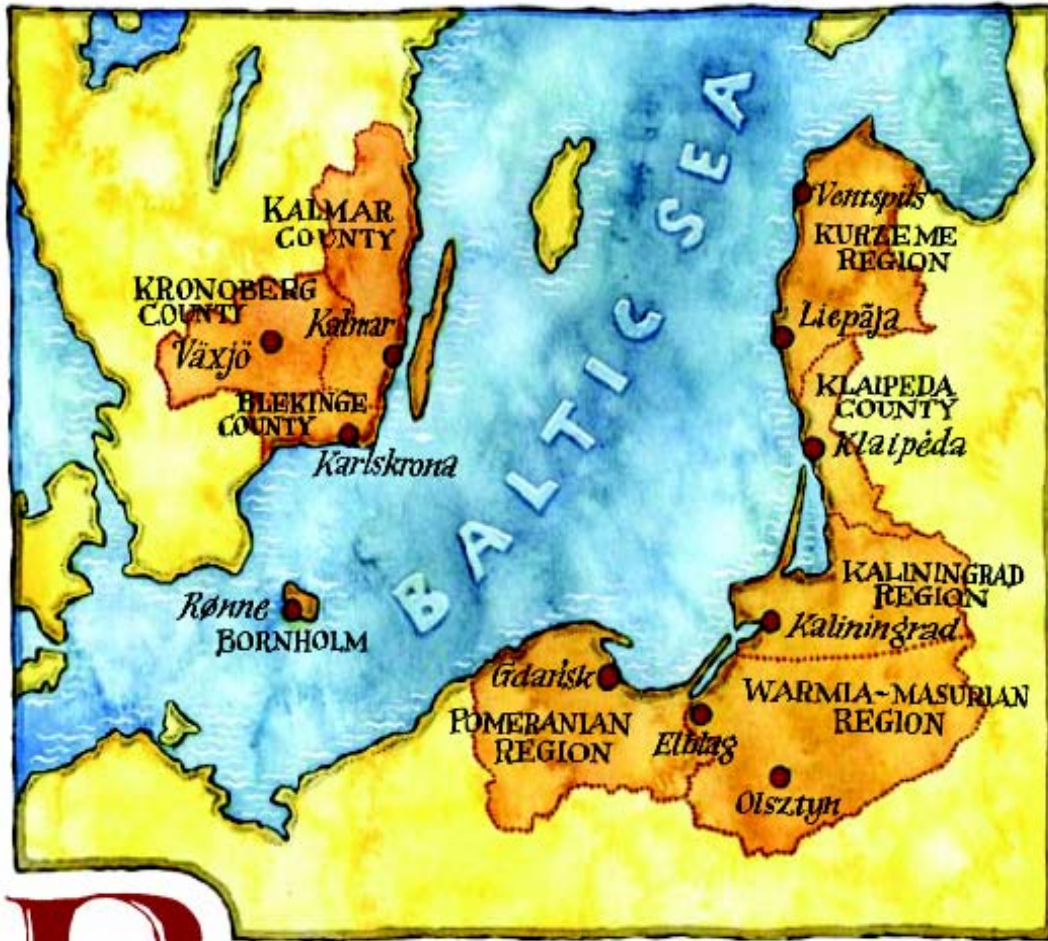 BALTIC SEA
KALMAR
COUNTY
KRONOBERG
COUNTY
Kalmar
Växjö
BLEKINGE
COUNTY
Karlskrona
Ventspils
KURZEME
REGION
Liepāja
KLAIPĖDA
COUNTY
Klaipėda
Rønne
BORNHOLM
KALININGRAD
REGION
Kaliningrad
Gdańsk
POMERANIAN
REGION
Elbląg
WARMIA-MASURIAN
REGION
Olsztyn